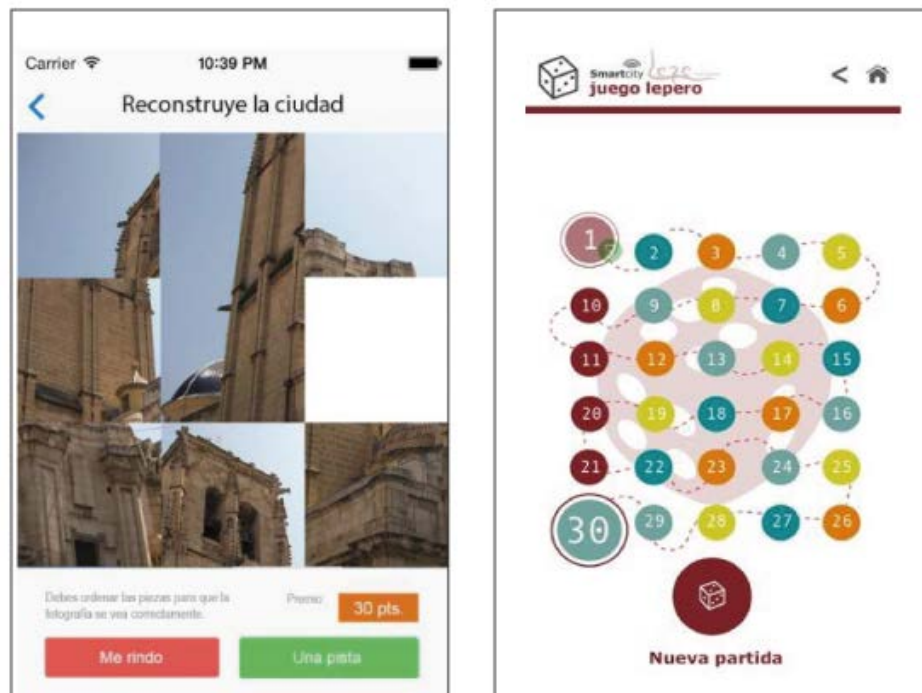 Carrier
10:39 PM
Reconstruye la ciudad
Debes ordenar las piezas para que la
fotografía se vea correctamente.
Premio:
30 pts.
Me rindo
Una pista
Smartcity
juego lepero
<
1
2 3 4 5
10 9 8 7 6
11 12 13 14 15
20 19 18 17 16
21 22 23 24 25
30 29 28 27 26
Nueva partida